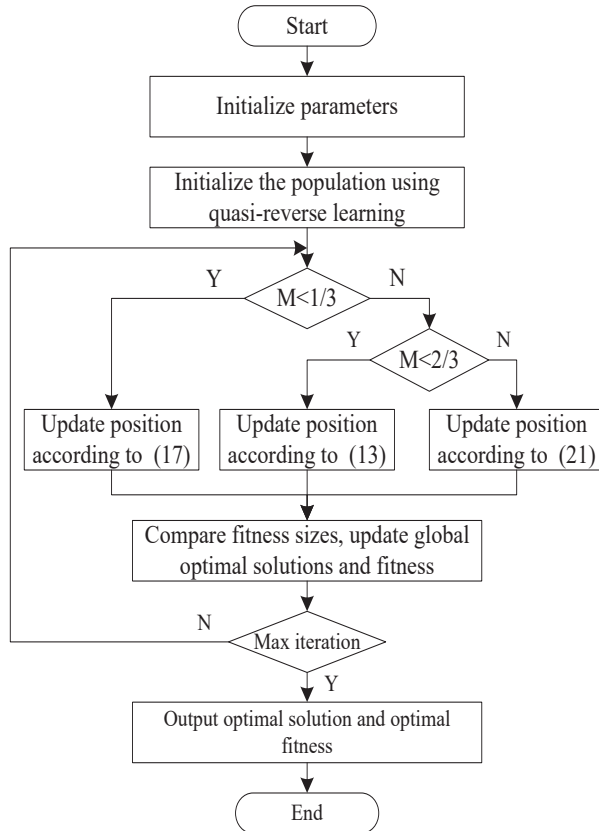 Start
Initialize parameters
Initialize the population using
quasi-reverse learning
Y
M<1/3
N
Y
M<2/3
N
Update position
according to (17)
Update position
according to (13)
Update position
according to (21)
Compare fitness sizes, update global
optimal solutions and fitness
N
Max iteration
Y
Output optimal solution and optimal
fitness
End